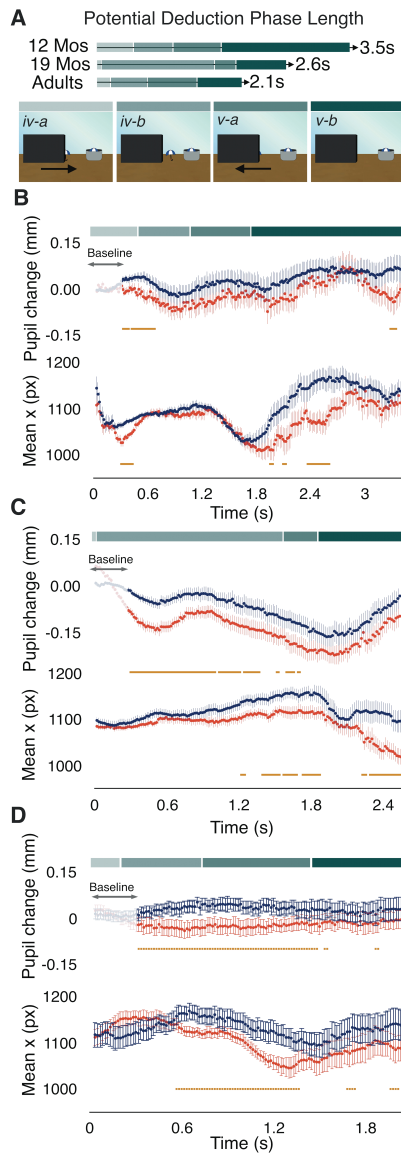 A Potential Deduction Phase Length
12 Mos 3.5s
19 Mos 2.6s
Adults 2.1s
iv-a iv-b v-a v-b
B
Pupil change (mm)
0.15
Baseline
0.00
-0.15
Mean x (px)
1200
1100
1000
0 0.6 1.2 1.8 2.4 3
Time (s)
C
Pupil change (mm)
0.15
Baseline
0.00
-0.15
Mean x (px)
1200
1100
1000
0 0.6 1.2 1.8 2.4
Time (s)
D
Pupil change (mm)
0.15
Baseline
0
-0.15
Mean x (px)
1200
1100
1000
0 0.6 1.2 1.8
Time (s)